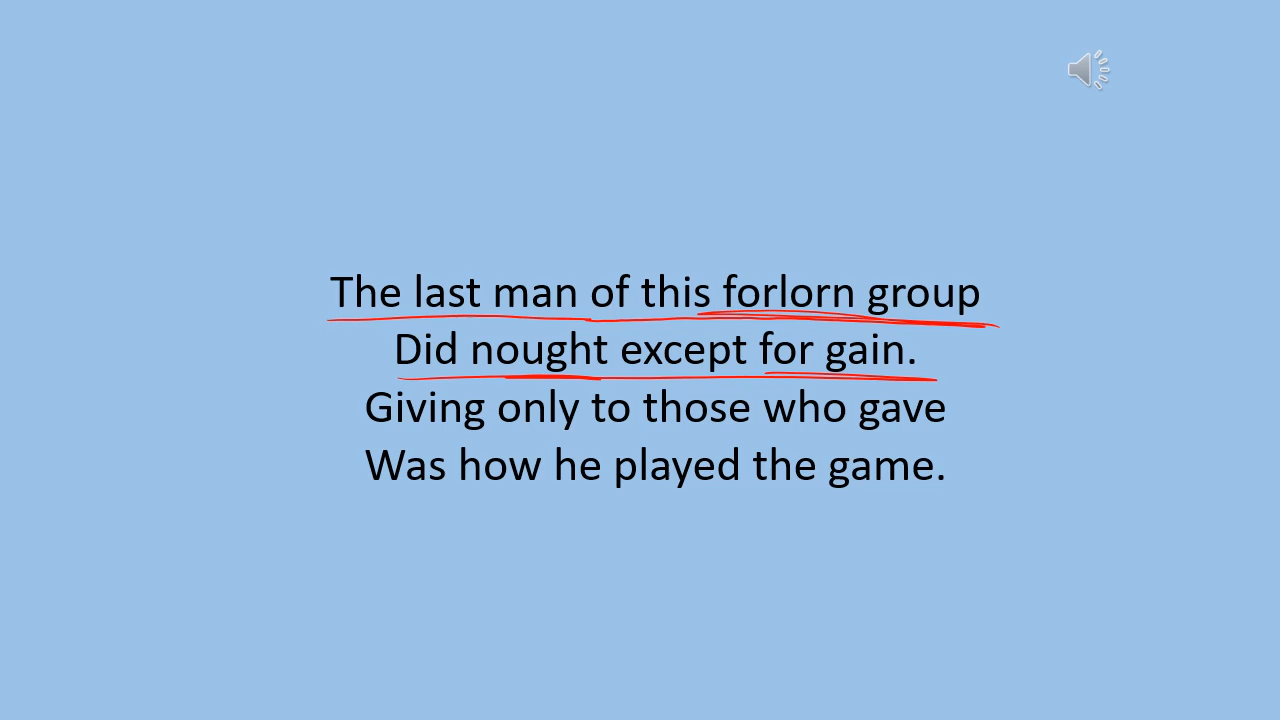 The last man of this forlorn group
Did nought except for gain.
Giving only to those who gave
Was how he played the game.